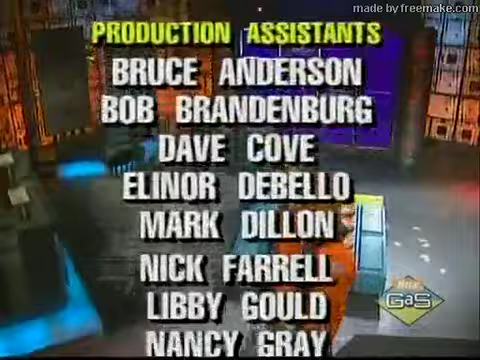 made by freemake.com
PRODUCTION ASSISTANTS
BRUCE ANDERSON
BOB BRANDENBURG
DAVE COVE
ELINOR DEBELLO
MARK DILLON
NICK FARRELL
LIBBY GOULD
NANCY GRAY
GaS